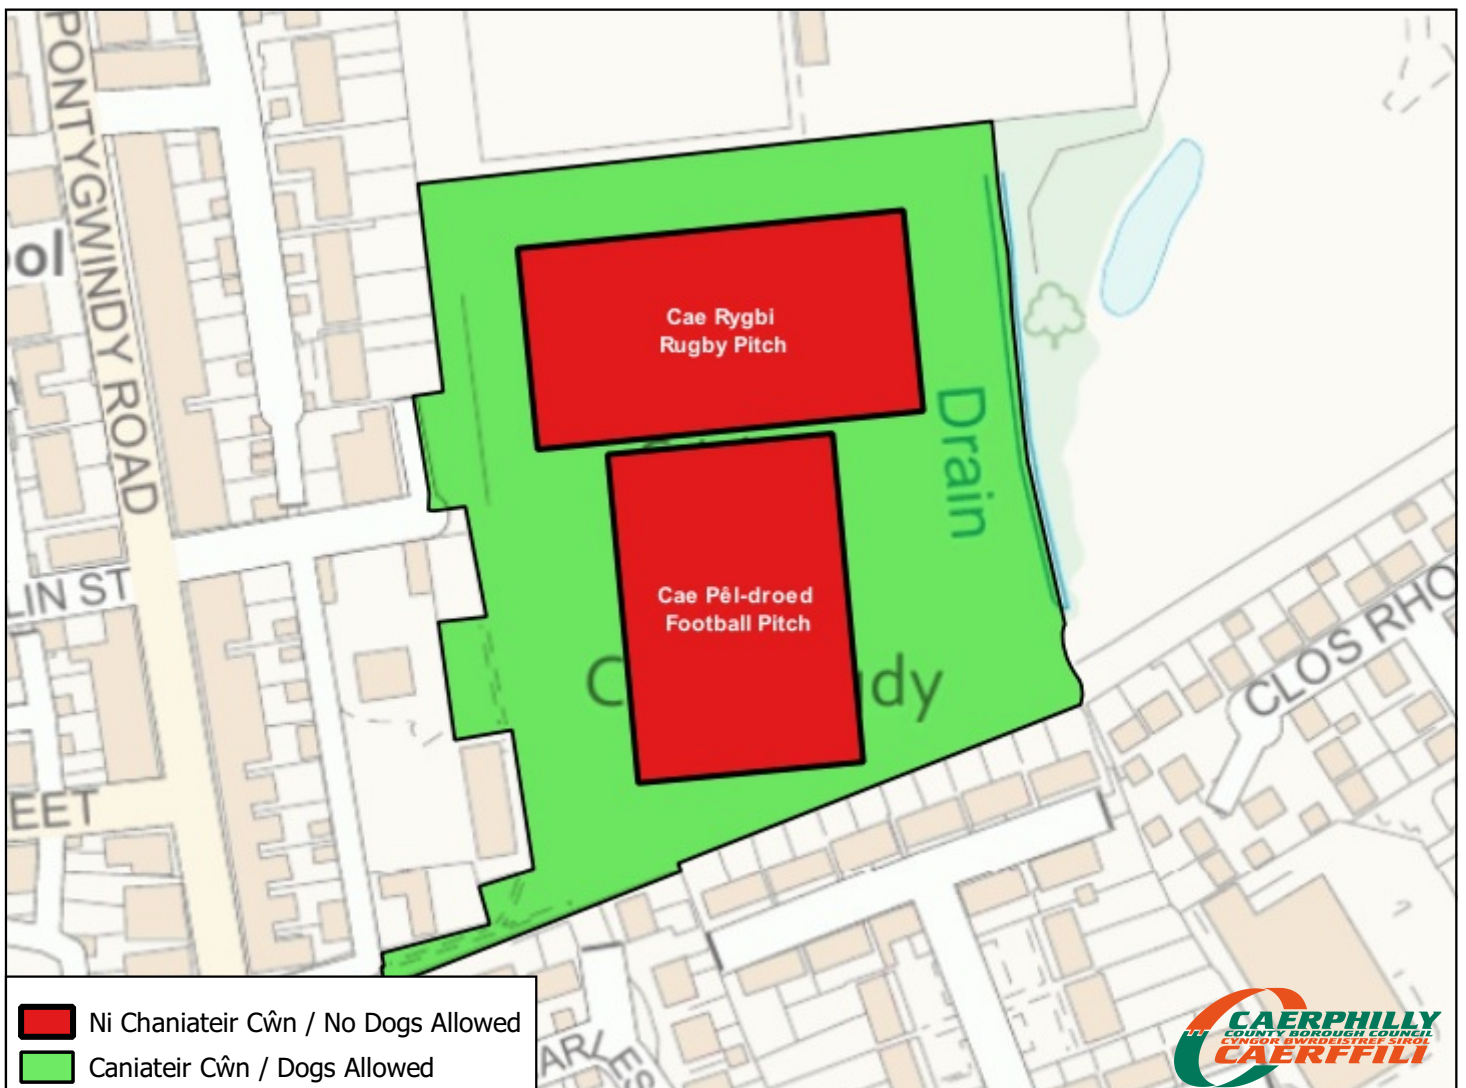 PONTYGWINDY ROAD
ool
Cae Rygbi
Rugby Pitch
Drain
Cae Pêl-droed
Football Pitch
LIN ST
dy
CLOS RHO
EET
Ni Chaniateir Cŵn / No Dogs Allowed
Caniateir Cŵn / Dogs Allowed
CAERPHILLY
COUNTY BOROUGH COUNCIL
CYNGOR BWRDEISTREF SIROL
CAERFFILI